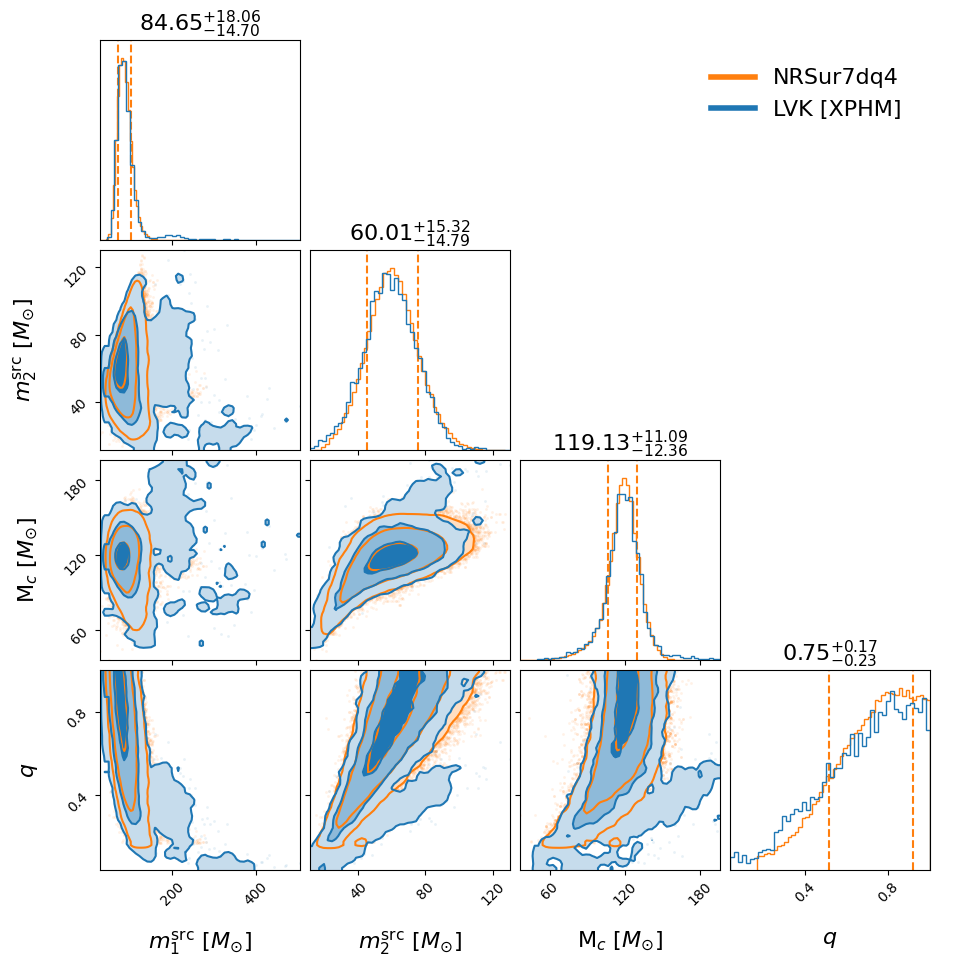 84.65+18.06−14.70
NRSur7dq4
LVK [XPHM]
60.01+15.32−14.79
120
80
40
m2src [M⊙]
119.13+11.09−12.36
180
120
60
Mc [M⊙]
0.75+0.17−0.23
0.8
0.4
q
200 400
40 80 120
60 120 180
0.4 0.8
m1src [M⊙]
m2src [M⊙]
Mc [M⊙]
q